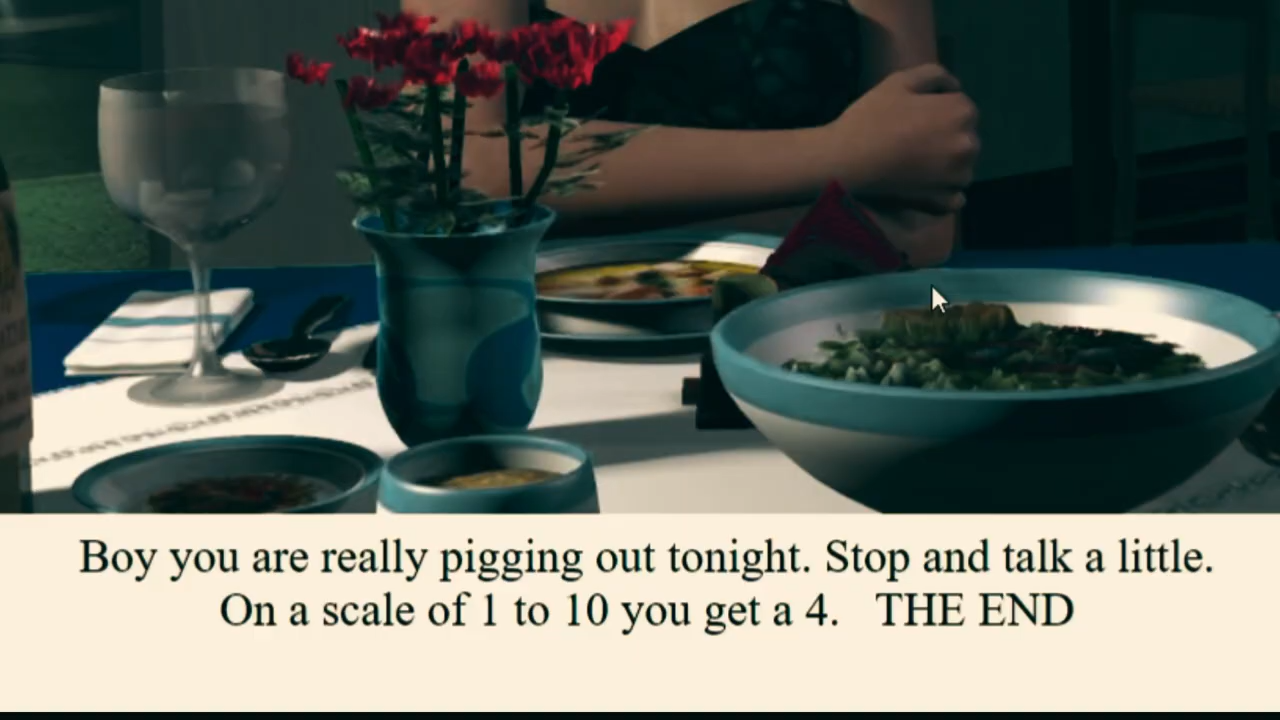 Boy you are really pigging out tonight. Stop and talk a little.
On a scale of 1 to 10 you get a 4. THE END